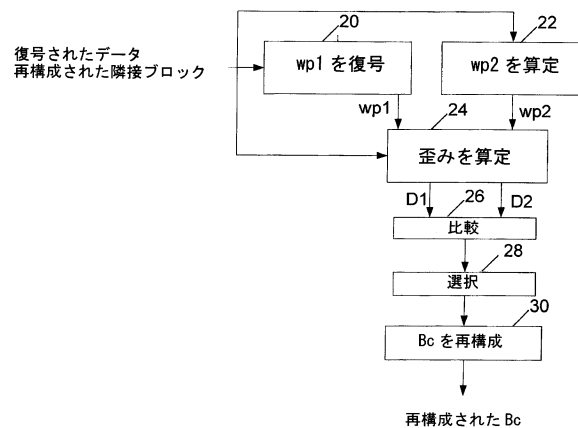 20
22
復号されたデータ
再構成された隣接ブロック
wp1 を復号
wp2 を算定
wp1
24
wp2
歪みを算定
D1
26
D2
比較
28
選択
30
Bc を再構成
再構成された Bc